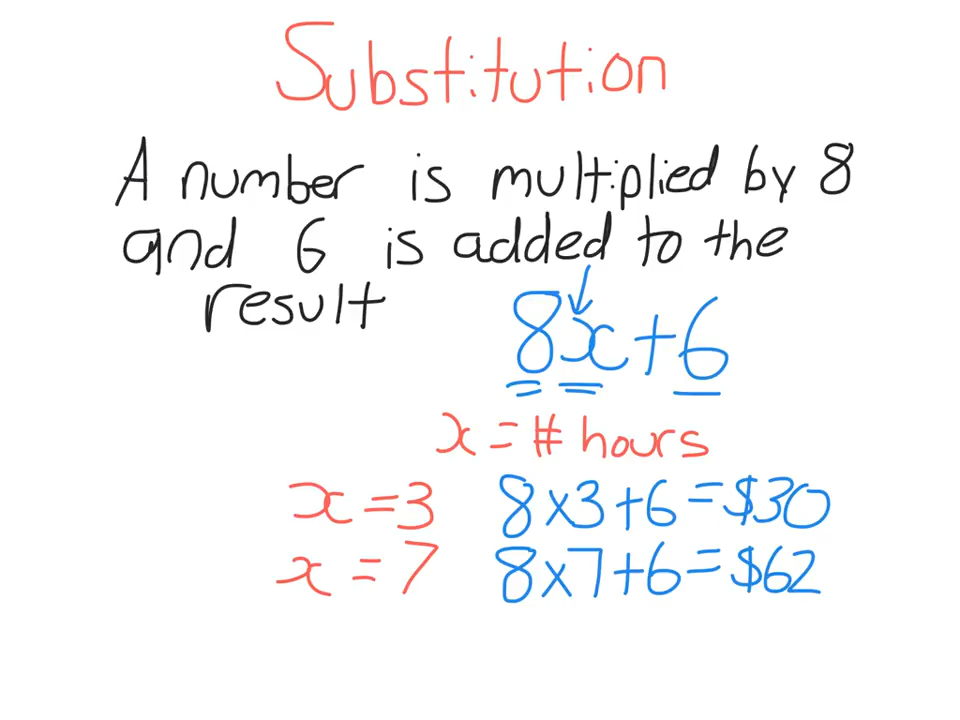 Substitution
A number is multiplied by 8
and 6 is added to the
result
8x+6
x = # hours
x = 3 8x3+6 = $30
x = 7 8x7+6 = $62